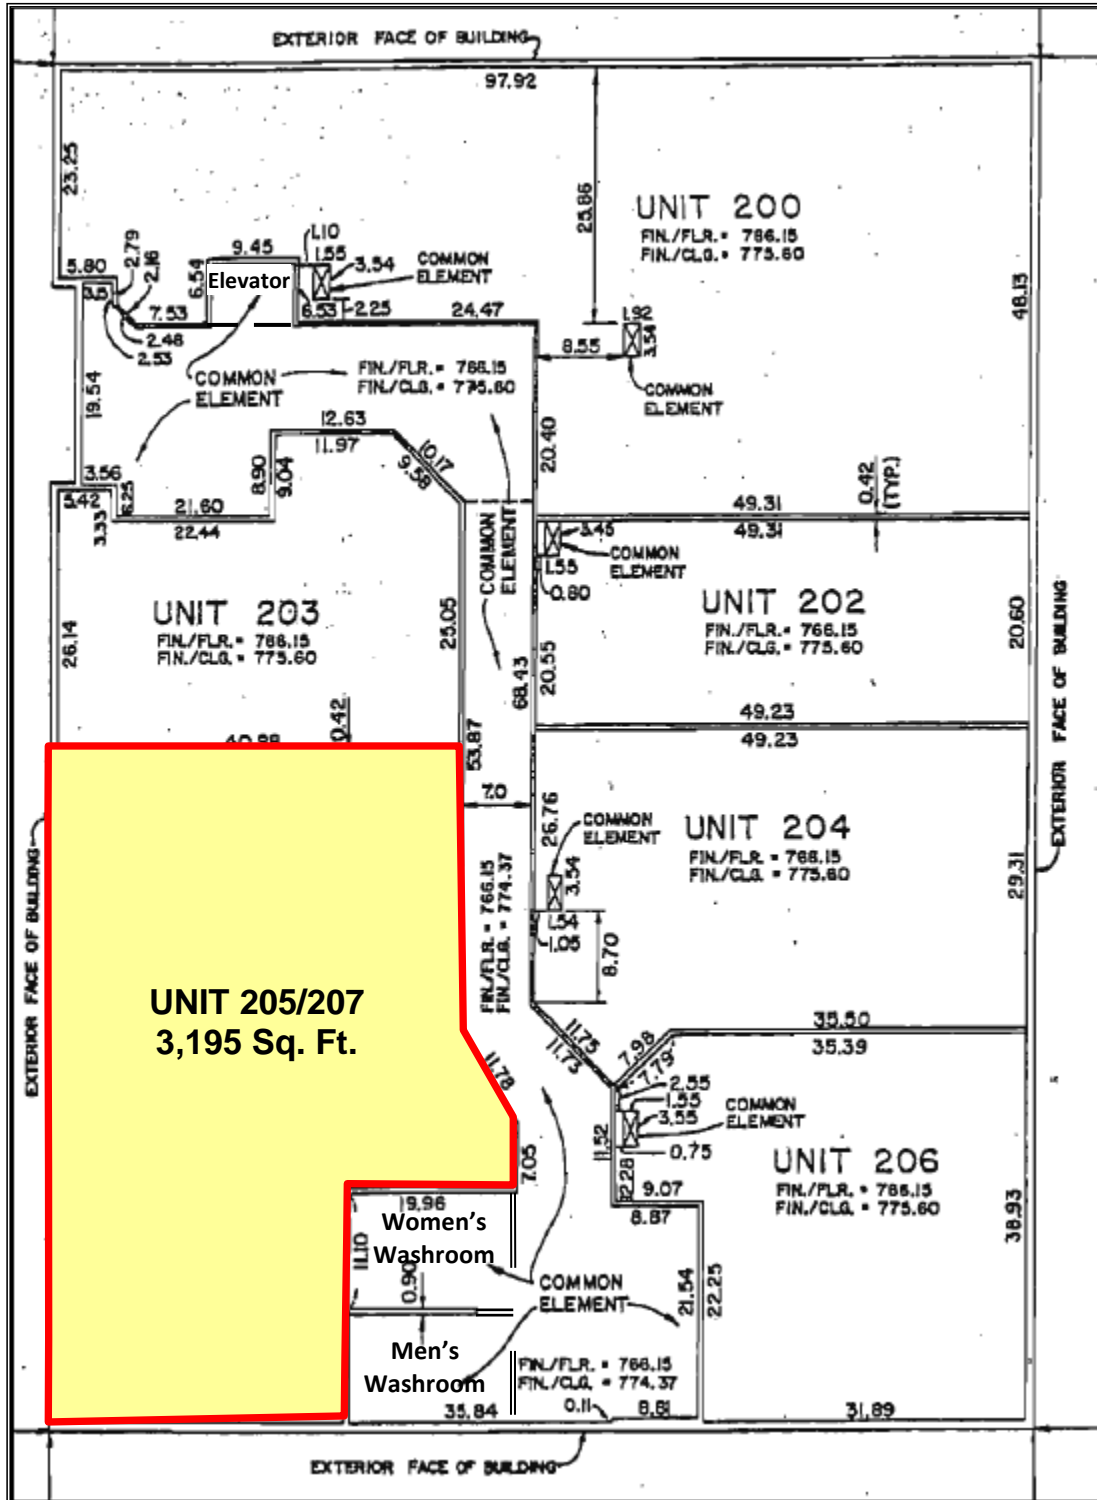 EXTERIOR FACE OF BUILDING
97.92
23.25
25.86
UNIT 200
FIN./FLR. = 766.15
FIN./CLG. = 775.60
48.13
5.80
2.79
2.16
3.5
6.54
9.45
Elevator
1.10
1.55
3.54
COMMON
ELEMENT
6.53
2.25
24.47
7.53
2.48
2.53
1.92
3.54
8.55
COMMON
ELEMENT
COMMON
ELEMENT
FIN./FLR. = 766.15
FIN./CLG. = 775.60
19.54
12.63
11.97
10.17
9.58
20.40
8.90
9.04
3.56
5.42
6.25
3.33
21.60
22.44
0.42
(TYP.)
49.31
49.31
COMMON
ELEMENT
3.45
COMMON
ELEMENT
1.55
0.80
UNIT 202
FIN./FLR. = 766.15
FIN./CLG. = 775.60
20.60
UNIT 203
FIN./FLR. = 766.15
FIN./CLG. = 775.60
26.14
25.05
68.43
20.55
0.42
40.88
53.87
49.23
49.23
EXTERIOR FACE OF BUILDING
7.0
26.76
COMMON
ELEMENT
3.54
1.54
1.05
8.70
UNIT 204
FIN./FLR. = 766.15
FIN./CLG. = 775.60
29.31
EXTERIOR FACE OF BUILDING
FIN./FLR. = 766.15
FIN./CLG. = 774.37
UNIT 205/207
3,195 Sq. Ft.
11.78
11.75
11.73
7.98
7.79
35.50
35.39
2.55
1.55
3.55
COMMON
ELEMENT
0.75
11.52
12.28
9.07
8.87
UNIT 206
FIN./FLR. = 766.15
FIN./CLG. = 775.60
38.93
7.05
19.96
Women's
Washroom
11.10
0.90
COMMON
ELEMENT
21.54
22.25
Men's
Washroom
FIN./FLR. = 766.15
FIN./CLG. = 774.37
35.84
0.11
8.81
31.89
EXTERIOR FACE OF BUILDING